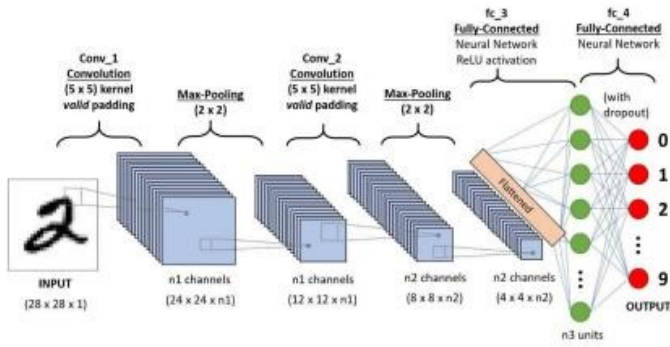 fc_3
Fully-Connected
Neural Network
ReLU activation
fc_4
Fully-Connected
Neural Network
Conv_1
Convolution
(5 x 5) kernel
valid padding
Max-Pooling
(2 x 2)
Conv_2
Convolution
(5 x 5) kernel
valid padding
Max-Pooling
(2 x 2)
(with
dropout)
Flattened
0
1
2
9
2
INPUT
(28 x 28 x 1)
n1 channels
(24 x 24 x n1)
n1 channels
(12 x 12 x n1)
n2 channels
(8 x 8 x n2)
n2 channels
(4 x 4 x n2)
OUTPUT
n3 units